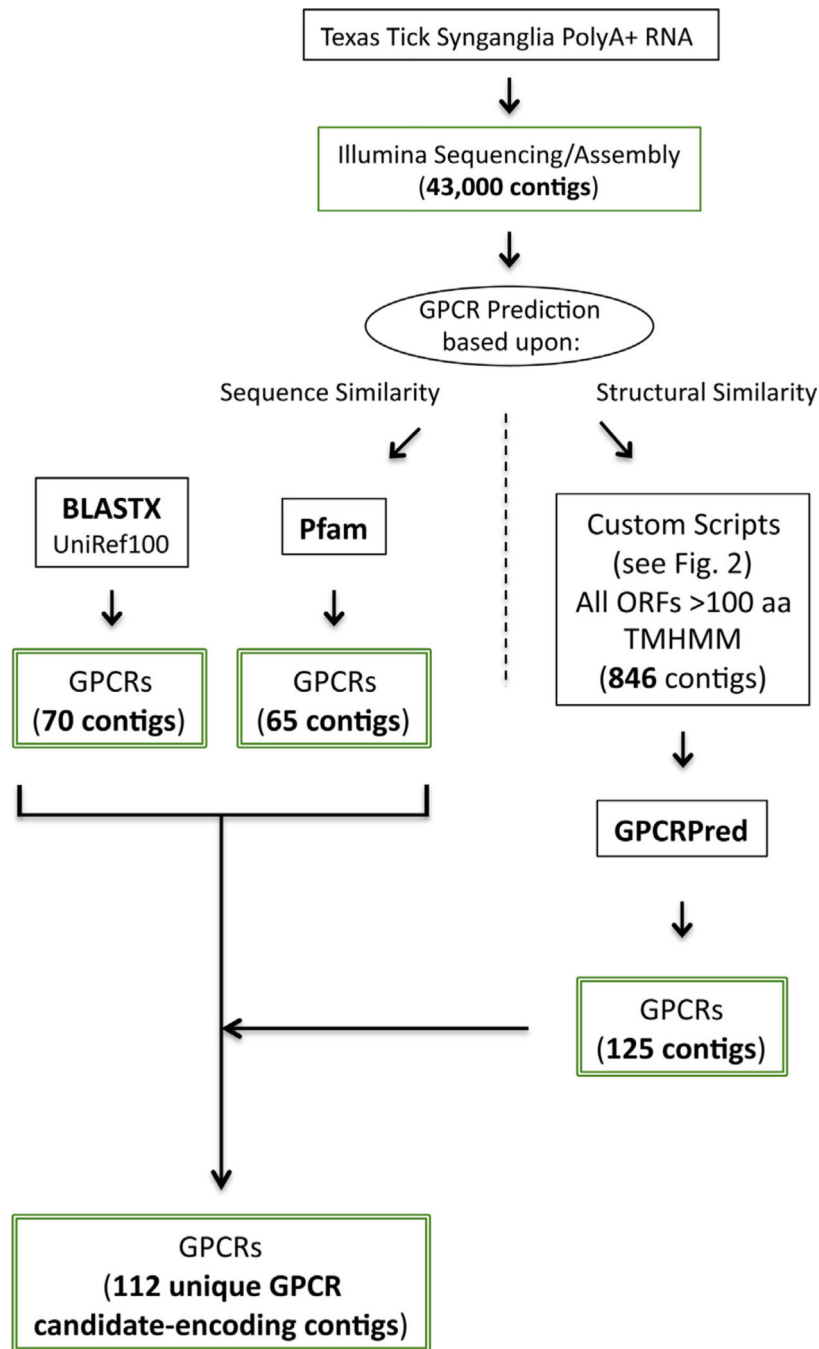 Texas Tick Synganglia PolyA+ RNA
Illumina Sequencing/Assembly
(43,000 contigs)
GPCR Prediction
based upon:
Sequence Similarity
Structural Similarity
BLASTX
UniRef100
Pfam
Custom Scripts
(see Fig. 2)
All ORFs >100 aa
TMHMM
(846 contigs)
GPCRs
(70 contigs)
GPCRs
(65 contigs)
GPCRPred
GPCRs
(125 contigs)
GPCRs
(112 unique GPCR
candidate-encoding contigs)